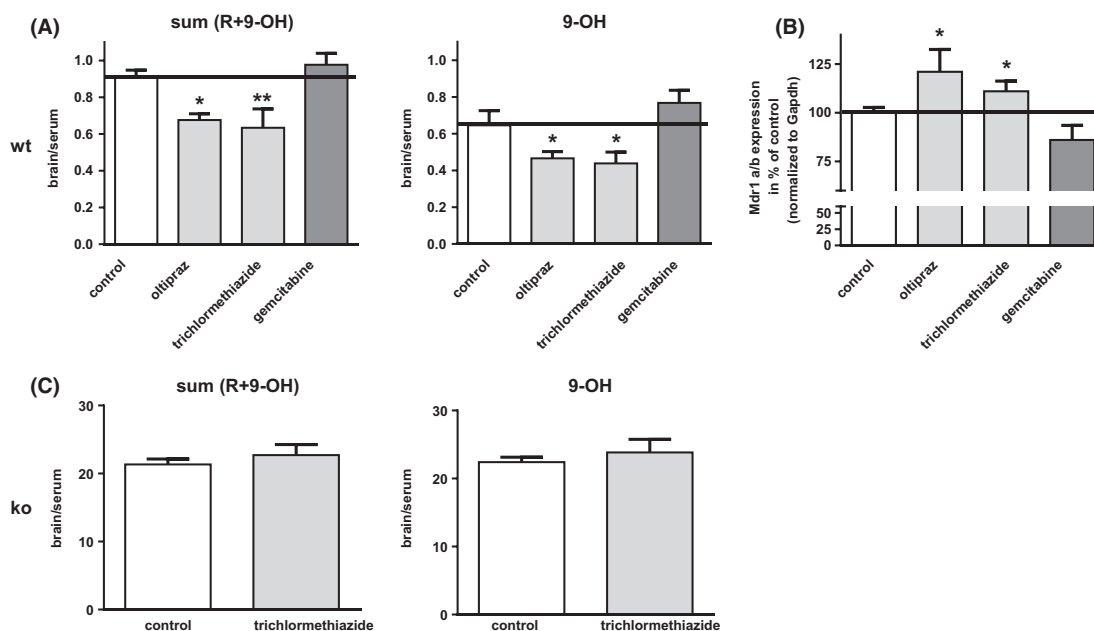 (A)
sum (R+9-OH)
wt
brain/serum
1.0
0.8
0.6
0.4
0.2
0.0
*
**
control
oltipraz
trichlormethiazide
gemcitabine
9-OH
brain/serum
1.0
0.8
0.6
0.4
0.2
0.0
*
*
control
oltipraz
trichlormethiazide
gemcitabine
(B)
Mdr1 a/b expression
in % of control
(normalized to Gapdh)
125
100
75
50
25
0
*
*
control
oltipraz
trichlormethiazide
gemcitabine
(C)
sum (R+9-OH)
ko
brain/serum
30
20
10
0
control
trichlormethiazide
9-OH
brain/serum
30
20
10
0
control
trichlormethiazide